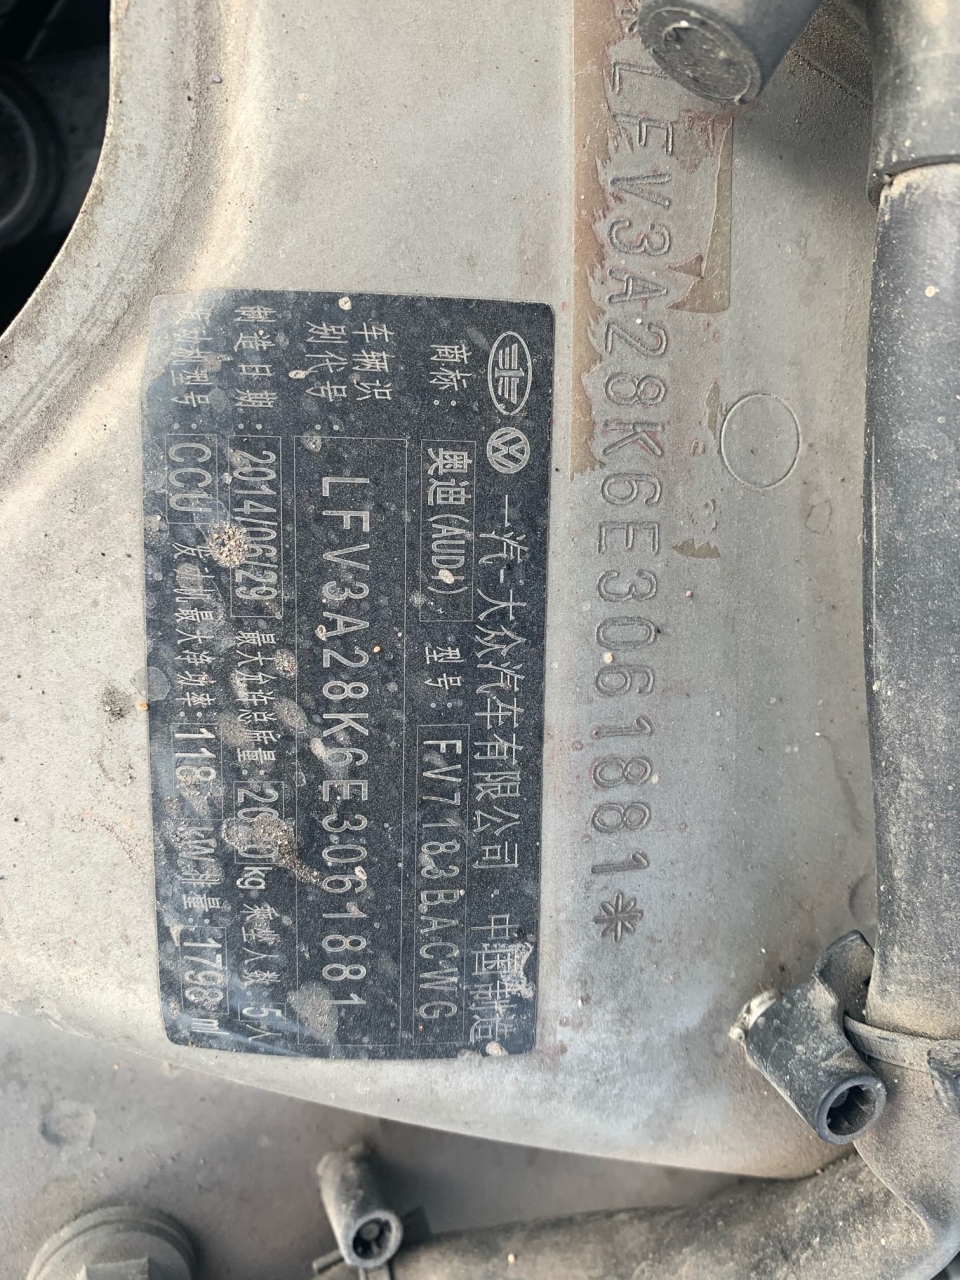 *LFV3A28K6E3061881*
一汽-大众汽车有限公司 中国制造
商标: 奥迪(AUDI) 型号: FV7183BACWG
车辆识
别代号: LFV3A28K6E3061881
制造日期: 2014/06/29 最大允许总质量: kg 乘坐人数: 5人
发动机型号: CCU 发动机最大净功率: 118 kW 排量: 1798 m